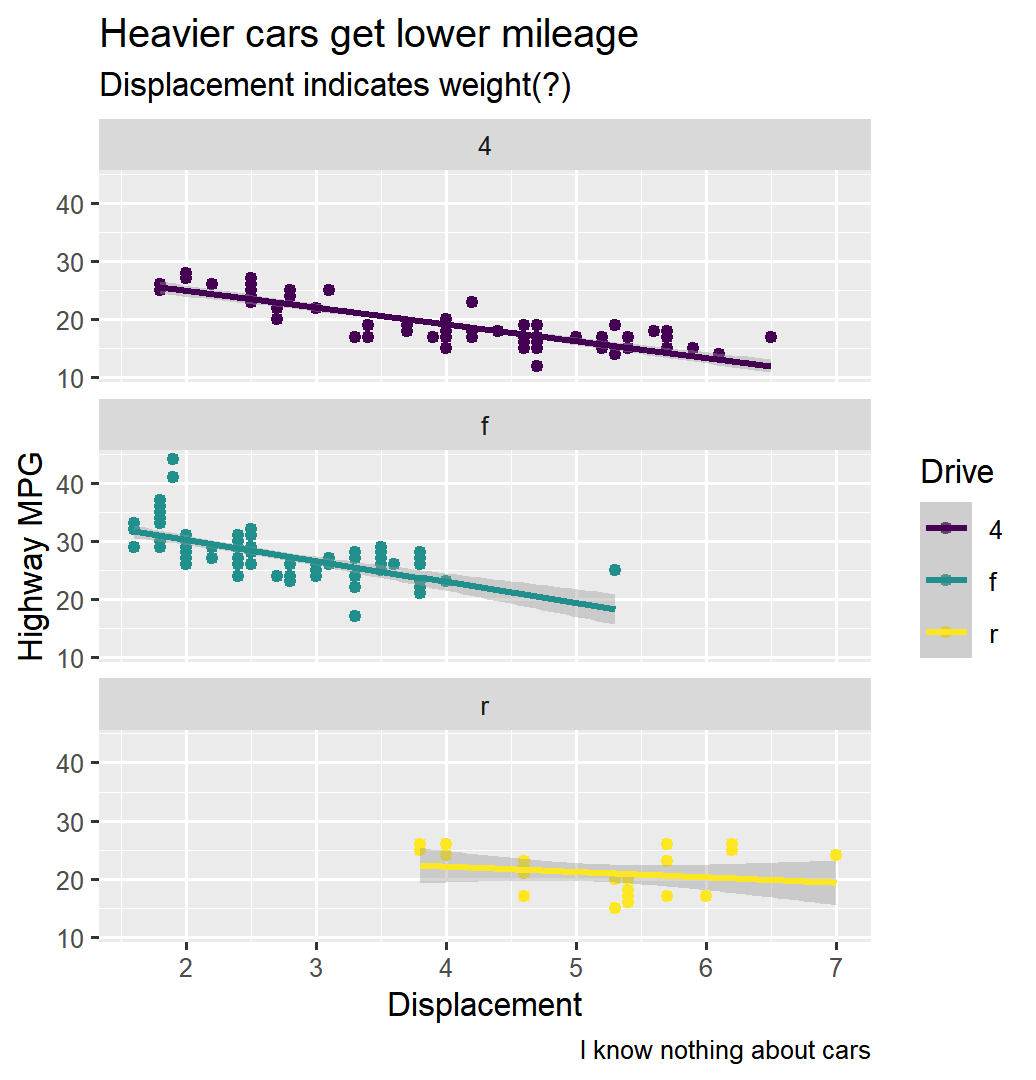 Heavier cars get lower mileage
Displacement indicates weight(?)
4
40
30
20
10
f
40
30
20
10
r
40
30
20
10
2 3 4 5 6 7
Displacement
Highway MPG
Drive
4
f
r
I know nothing about cars